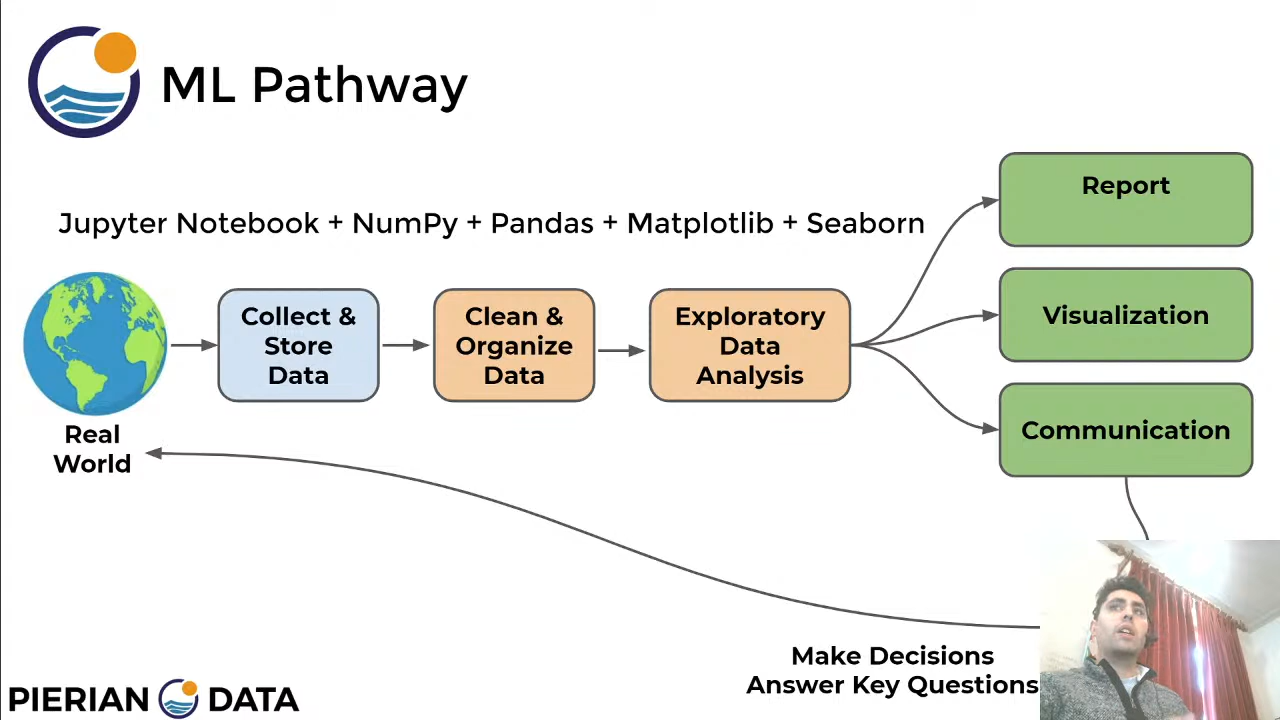 ML Pathway
Jupyter Notebook + NumPy + Pandas + Matplotlib + Seaborn
Real
World
Collect &
Store
Data
Clean &
Organize
Data
Exploratory
Data
Analysis
Report
Visualization
Communication
Make Decisions
Answer Key Questions
PIERIAN DATA